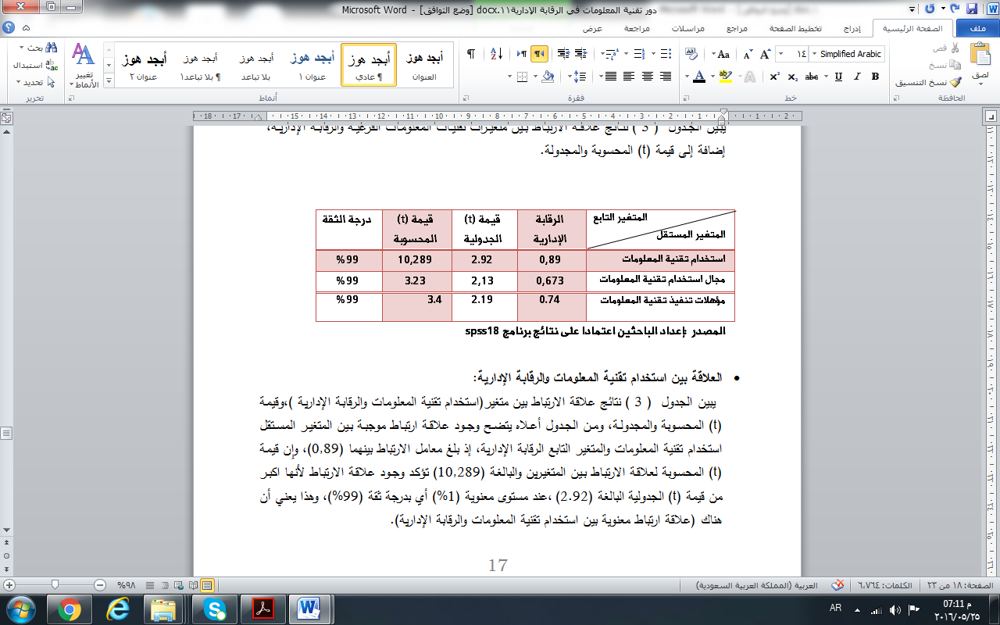 دور تقنية المعلومات في الرقابة الإدارية١١.docx [وضع التوافق] - Microsoft Word
ملف الصفحة الرئيسية إدراج تخطيط الصفحة مراجع مراسلات مراجعة عرض
لصق
قص
نسخ
نسخ التنسيق
الحافظة
Simplified Arabic ١٤
خط
فقرة
أبجد هوز العنوان
أبجد هوز ¶ عادي
أبجد هوز عنوان ١
أبجد هوز بلا تباعد
أبجد هوز ¶ بلا تباعد١
أبجد هوز عنوان ٢
تغيير الأنماط
أنماط
بحث
استبدال
تحديد
تحرير
يبين الجدول ( 3 ) نتائج علاقة الارتباط بين متغيرات تقنيات المعلومات الفرعية والرقابة الإدارية،
إضافة إلى قيمة (t) المحسوبة والمجدولة.
المتغير التابع
المتغير المستقل
الرقابة الإدارية
قيمة (t) الجدولية
قيمة (t) المحسوبة
درجة الثقة
استخدام تقنية المعلومات 0,89 2.92 10,289 99%
مجال استخدام تقنية المعلومات 0,673 2,13 3.23 99%
مؤهلات تنفيذ تقنية المعلومات 0.74 2.19 3.4 99%
المصدر :إعداد الباحثين اعتمادا على نتائج برنامج spss18
• العلاقة بين استخدام تقنية المعلومات والرقابة الإدارية:
يبين الجدول ( 3 ) نتائج علاقة الارتباط بين متغير(استخدام تقنية المعلومات والرقابة الإدارية )،وقيمة
(t) المحسوبة والمجدولة، ومن الجدول أعلاه يتضح وجود علاقة ارتباط موجبة بين المتغير المستقل
استخدام تقنية المعلومات والمتغير التابع الرقابة الإدارية، إذ بلغ معامل الارتباط بينهما (0,89)، وإن قيمة
(t) المحسوبة لعلاقة الارتباط بين المتغيرين والبالغة (10,289) تؤكد وجود علاقة الارتباط لأنها اكبر
من قيمة (t) الجدولية البالغة (2.92) ،عند مستوى معنوية (1%) أي بدرجة ثقة (99%)، وهذا يعني أن
هناك (علاقة ارتباط معنوية بين استخدام تقنية المعلومات والرقابة الإدارية).
17
الصفحة: ١٨ من ٢٣ الكلمات: ٦.٧٦٤ العربية (المملكة العربية السعودية) ٩٨%
AR
07:11 م
٢٠١٦/٠٥/٢٥